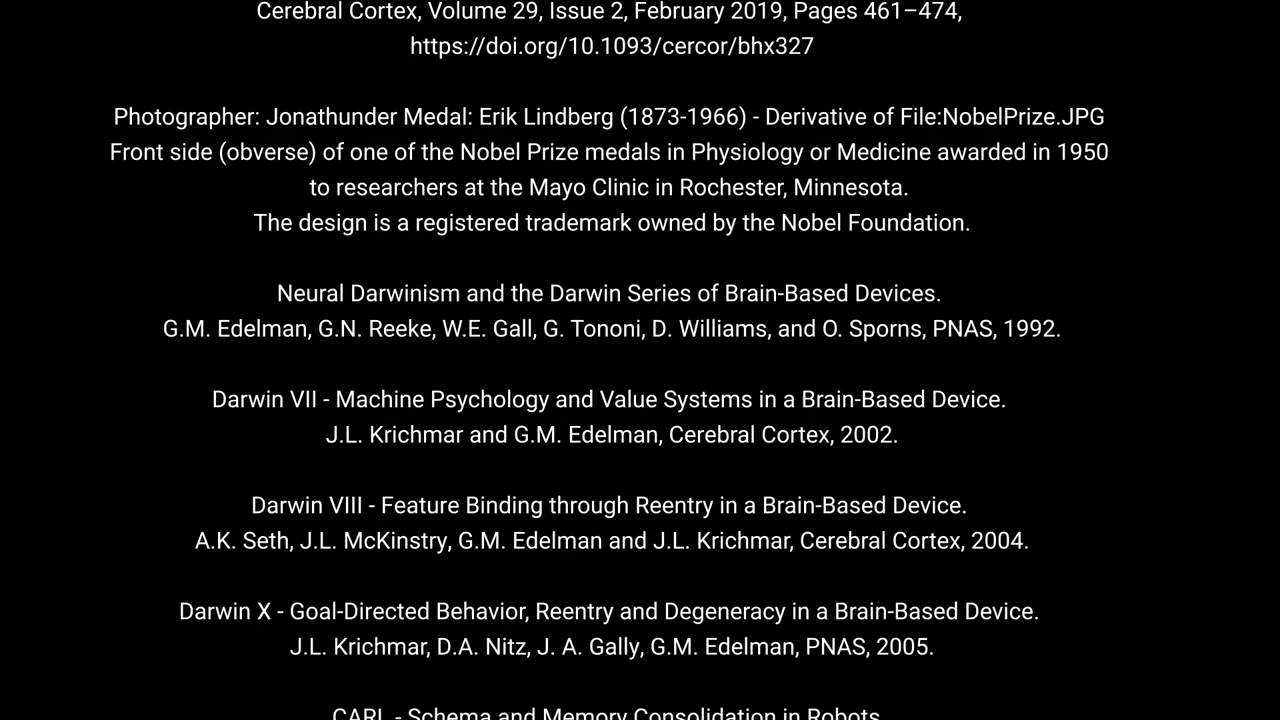 Cerebral Cortex, Volume 29, Issue 2, February 2019, Pages 461–474,
https://doi.org/10.1093/cercor/bhx327
Photographer: Jonathunder Medal: Erik Lindberg (1873-1966) - Derivative of File:NobelPrize.JPG
Front side (obverse) of one of the Nobel Prize medals in Physiology or Medicine awarded in 1950
to researchers at the Mayo Clinic in Rochester, Minnesota.
The design is a registered trademark owned by the Nobel Foundation.
Neural Darwinism and the Darwin Series of Brain-Based Devices.
G.M. Edelman, G.N. Reeke, W.E. Gall, G. Tononi, D. Williams, and O. Sporns, PNAS, 1992.
Darwin VII - Machine Psychology and Value Systems in a Brain-Based Device.
J.L. Krichmar and G.M. Edelman, Cerebral Cortex, 2002.
Darwin VIII - Feature Binding through Reentry in a Brain-Based Device.
A.K. Seth, J.L. McKinstry, G.M. Edelman and J.L. Krichmar, Cerebral Cortex, 2004.
Darwin X - Goal-Directed Behavior, Reentry and Degeneracy in a Brain-Based Device.
J.L. Krichmar, D.A. Nitz, J. A. Gally, G.M. Edelman, PNAS, 2005.
CARL - Schema and Memory Consolidation in Robots